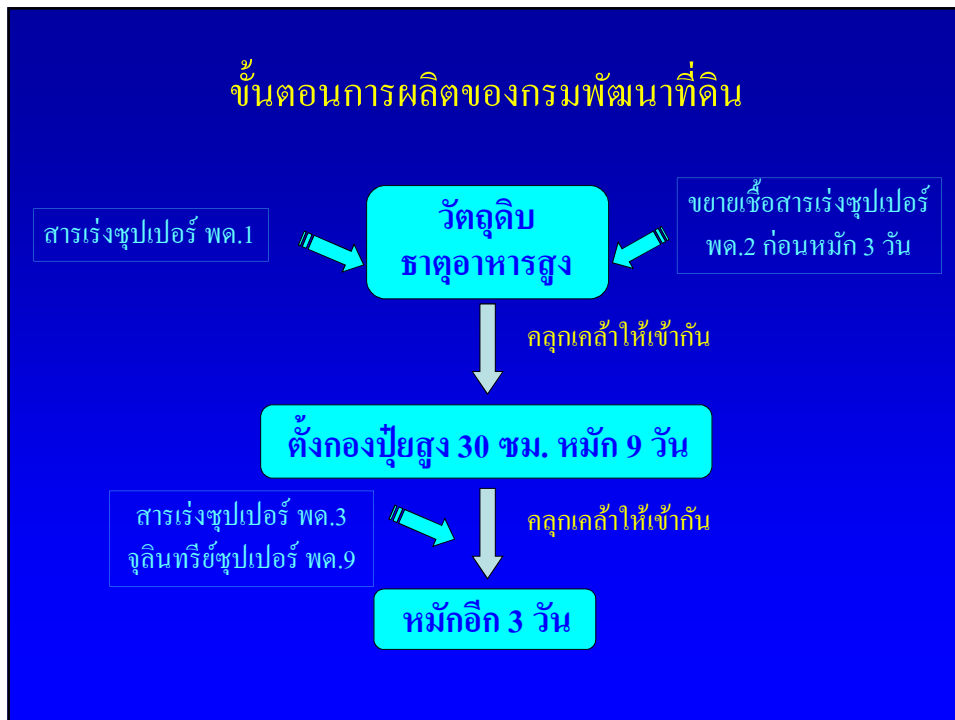 ขั้นตอนการผลิตของกรมพัฒนาที่ดิน
สารเร่งซุปเปอร์ พด.1
วัตถุดิบ
ธาตุอาหารสูง
ขยายเชื้อสารเร่งซุปเปอร์
พด.2 ก่อนหมัก 3 วัน
คลุกเคล้าให้เข้ากัน
ตั้งกองปุ๋ยสูง 30 ซม. หมัก 9 วัน
สารเร่งซุปเปอร์ พด.3
จุลินทรีย์ซุปเปอร์ พด.9
คลุกเคล้าให้เข้ากัน
หมักอีก 3 วัน